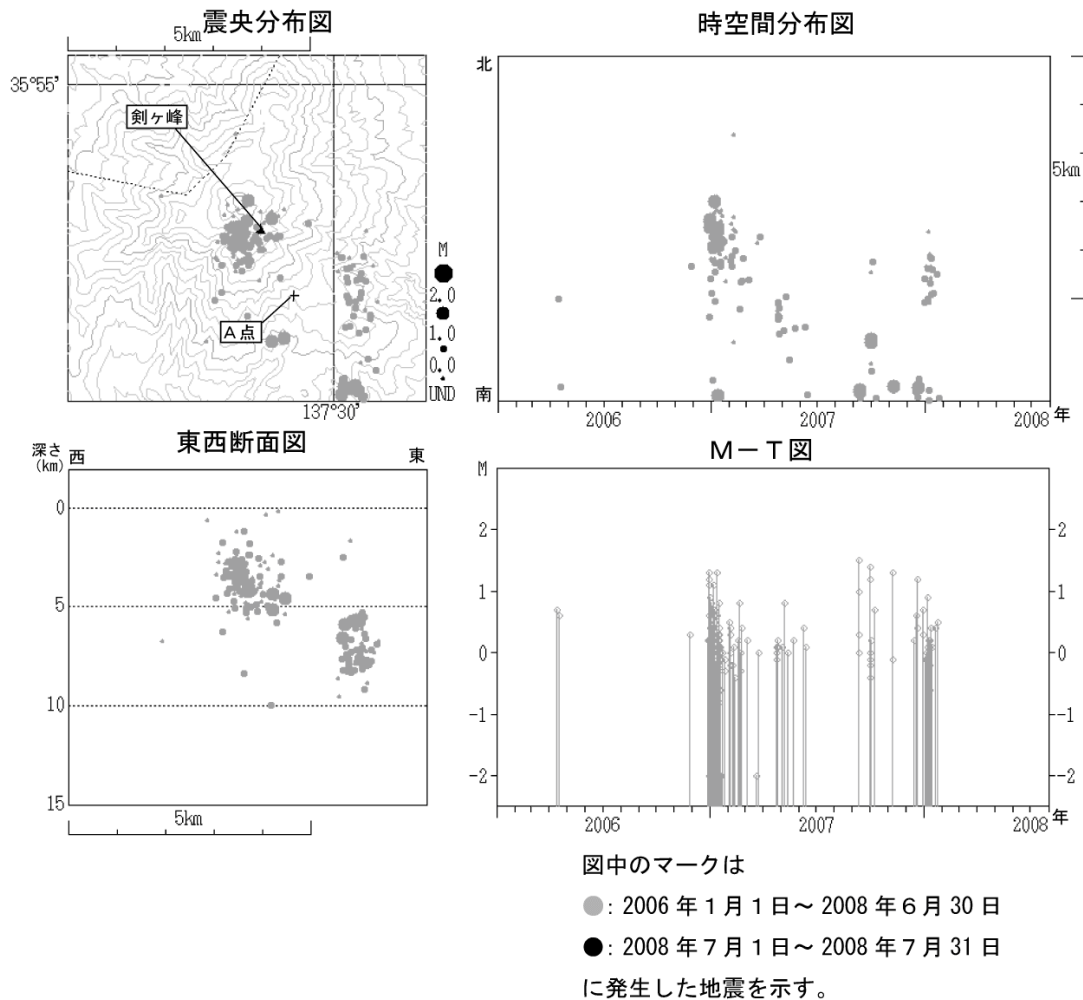 震央分布図
5km
35°55′
剣ヶ峰
A点
137°30′
M
2.0
1.0
0.0
UND
時空間分布図
北
南
5km
2006
2007
2008
年
東西断面図
深さ
(km)
西
東
0
5
10
15
5km
M－T図
M
2
1
0
-1
-2
2
1
0
-1
-2
2006
2007
2008
年
図中のマークは
●: 2006 年 1 月 1 日～ 2008 年 6 月 30 日
●: 2008 年 7 月 1 日～ 2008 年 7 月 31 日
に発生した地震を示す。